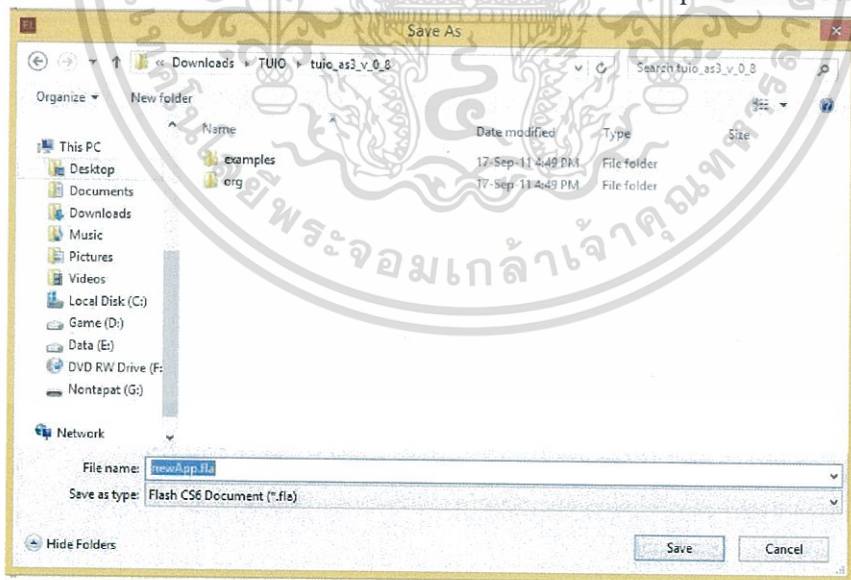 Fl
Save As
« Downloads ▸ TUIO ▸ tuio_as3_v_0_8
Search tuio_as3_v_0_8
Organize
New folder
Name
Date modified
Type
Size
This PC
Desktop
Documents
Downloads
Music
Pictures
Videos
Local Disk (C:)
Game (D:)
Data (E:)
DVD RW Drive (F:
Nontapat (G:)
Network
examples
17-Sep-11 4:49 PM
File folder
org
17-Sep-11 4:49 PM
File folder
พระจอมเกล้าเจ้าคุณทหาร
File name: newApp.fla
Save as type: Flash CS6 Document (*.fla)
Hide Folders
Save
Cancel